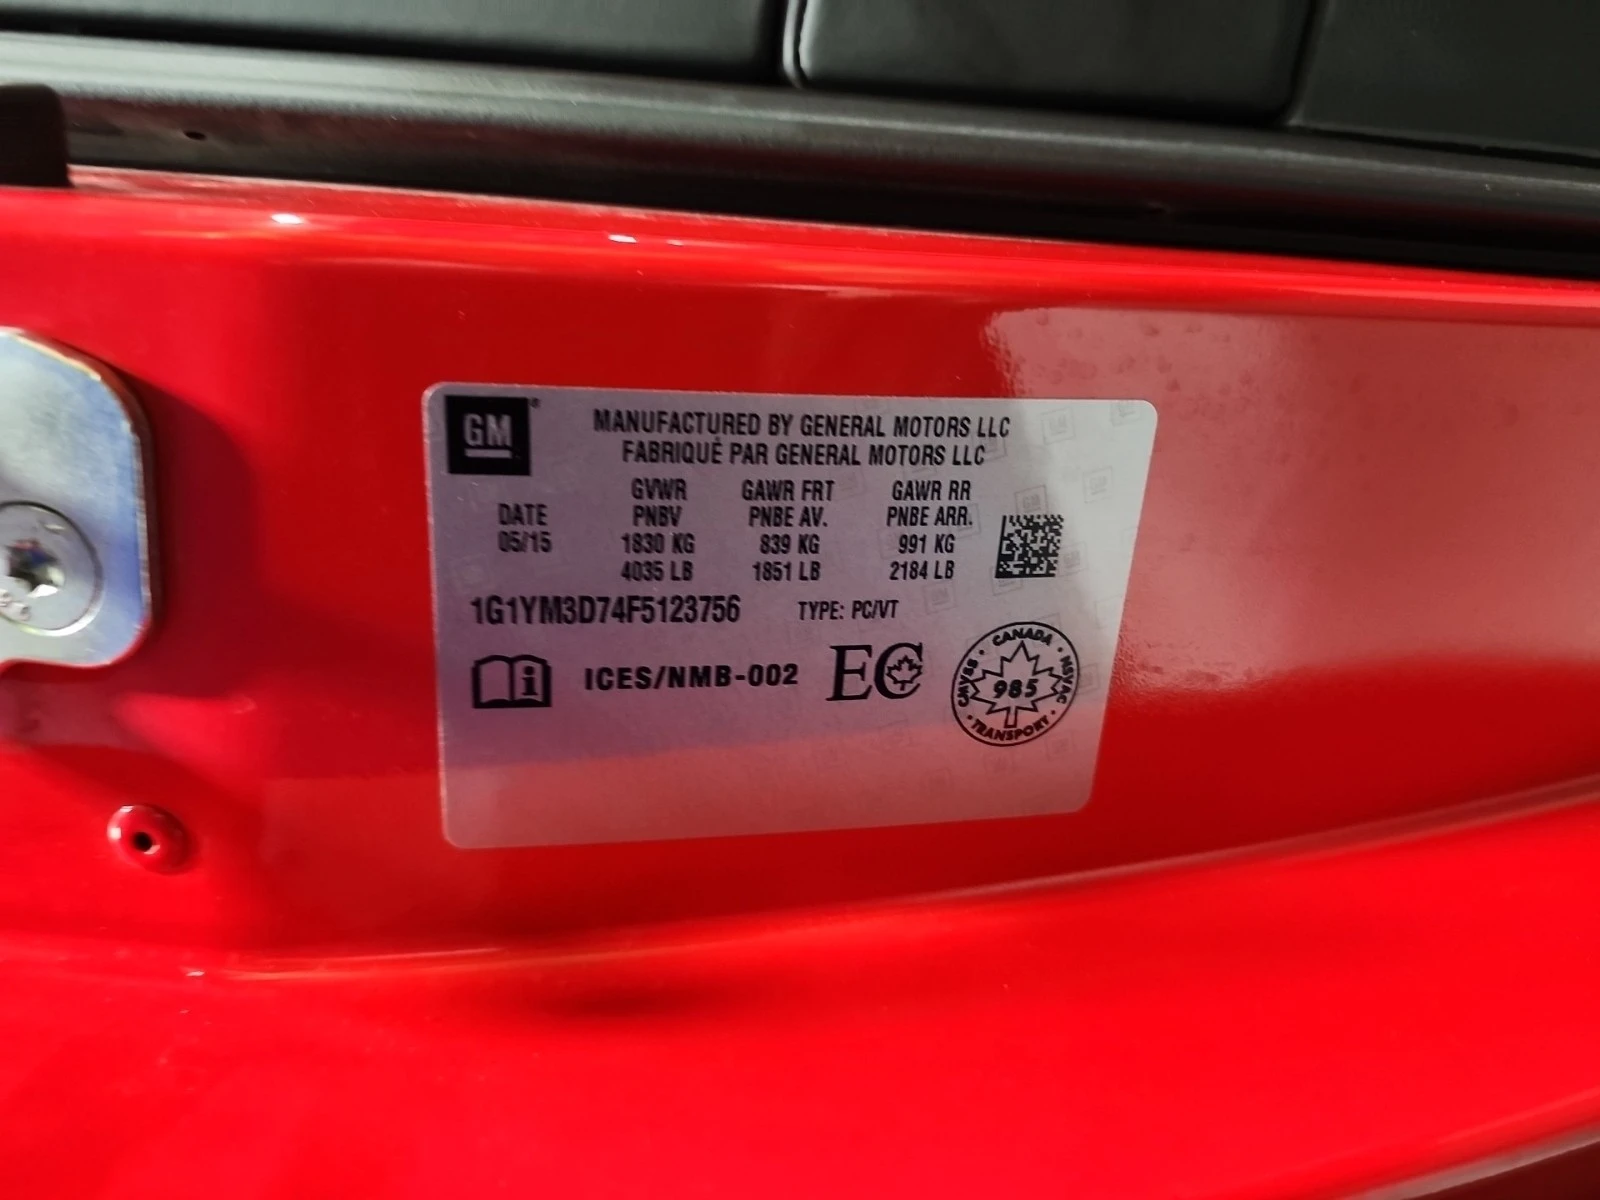 GM
MANUFACTURED BY GENERAL MOTORS LLC
FABRIQUÉ PAR GENERAL MOTORS LLC
GVWR GAWR FRT GAWR RR
DATE PNBV PNBE AV. PNBE ARR.
05/15 1830 KG 839 KG 991 KG
4035 LB 1851 LB 2184 LB
1G1YM3D74F5123756 TYPE: PC/VT
i ICES/NMB-002 EC
CANADA
CMVSS 985 NSVAC
TRANSPORT